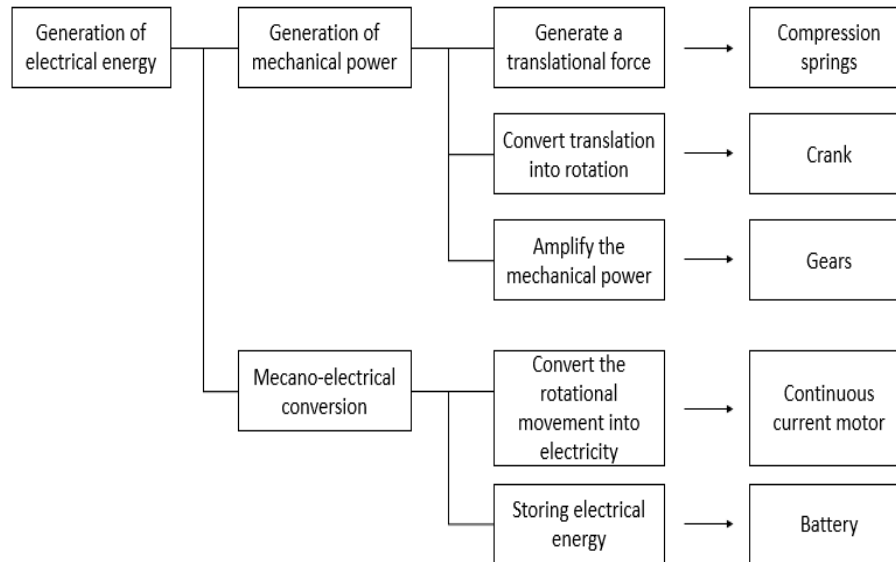 Generation of
electrical energy
Generation of
mechanical power
Generate a
translational force
Compression
springs
Convert translation
into rotation
Crank
Amplify the
mechanical power
Gears
Mecano-electrical
conversion
Convert the
rotational
movement into
electricity
Continuous
current motor
Storing electrical
energy
Battery